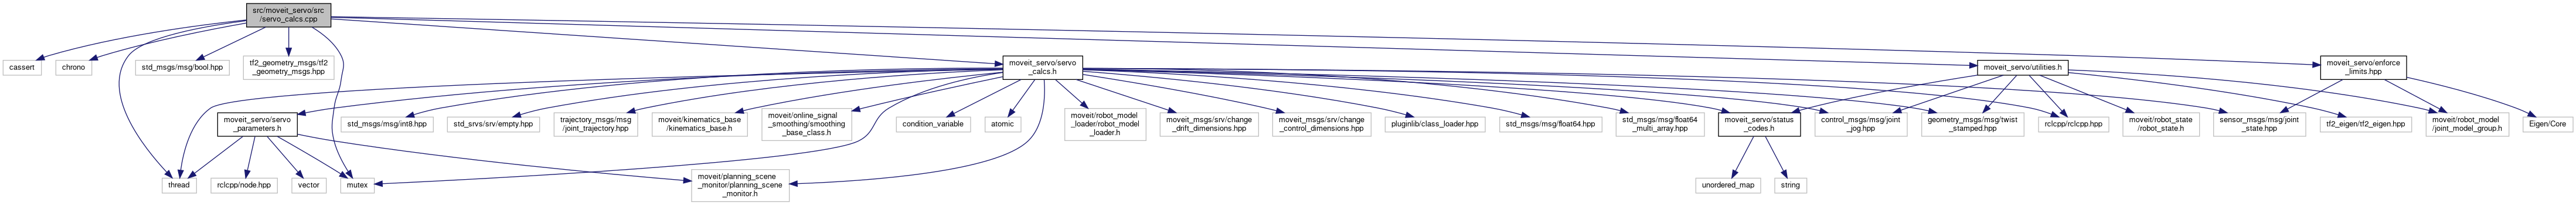 src/moveit_servo/src
/servo_calcs.cpp
cassert
chrono
std_msgs/msg/bool.hpp
tf2_geometry_msgs/tf2
_geometry_msgs.hpp
moveit_servo/servo
_calcs.h
moveit_servo/utilities.h
moveit_servo/enforce
_limits.hpp
moveit_servo/servo
_parameters.h
std_msgs/msg/int8.hpp
std_srvs/srv/empty.hpp
trajectory_msgs/msg
/joint_trajectory.hpp
moveit/kinematics_base
/kinematics_base.h
moveit/online_signal
_smoothing/smoothing
_base_class.h
condition_variable
atomic
moveit/robot_model
_loader/robot_model
_loader.h
moveit_msgs/srv/change
_drift_dimensions.hpp
moveit_msgs/srv/change
_control_dimensions.hpp
pluginlib/class_loader.hpp
std_msgs/msg/float64.hpp
std_msgs/msg/float64
_multi_array.hpp
moveit_servo/status
_codes.h
control_msgs/msg/joint
_jog.hpp
geometry_msgs/msg/twist
_stamped.hpp
rclcpp/rclcpp.hpp
moveit/robot_state
/robot_state.h
sensor_msgs/msg/joint
_state.hpp
tf2_eigen/tf2_eigen.hpp
moveit/robot_model
/joint_model_group.h
Eigen/Core
thread
rclcpp/node.hpp
vector
mutex
moveit/planning_scene
_monitor/planning_scene
_monitor.h
unordered_map
string